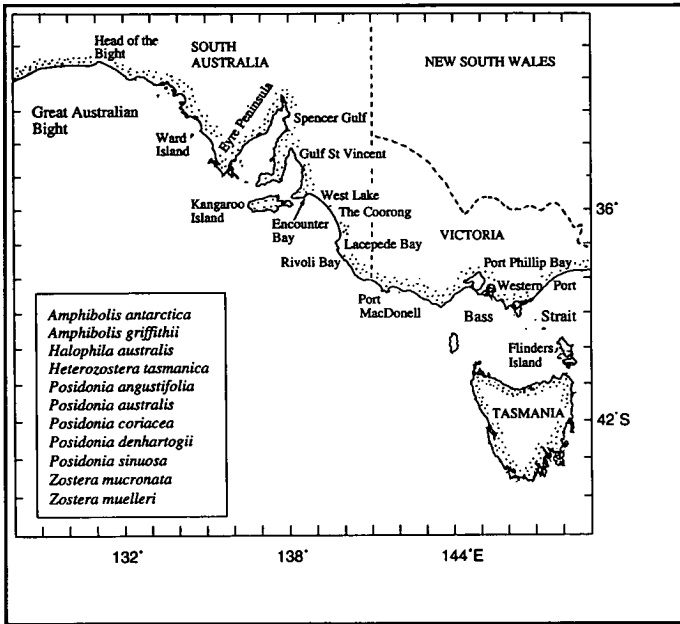 Head of the
Bight
SOUTH
AUSTRALIA
NEW SOUTH WALES
Great Australian
Bight
Ward
Island
Eyre Peninsula
Spencer Gulf
Gulf St Vincent
Kangaroo
Island
Encounter
Bay
West Lake
The Coorong
Lacepede Bay
Rivoli Bay
Port
MacDonell
VICTORIA
36°
Port Phillip Bay
Western Port
Bass Strait
Flinders
Island
TASMANIA
42°S
Amphibolis antarctica
Amphibolis griffithii
Halophila australis
Heterozostera tasmanica
Posidonia angustifolia
Posidonia australis
Posidonia coriacea
Posidonia denhartogii
Posidonia sinuosa
Zostera mucronata
Zostera muelleri
132° 138° 144°E